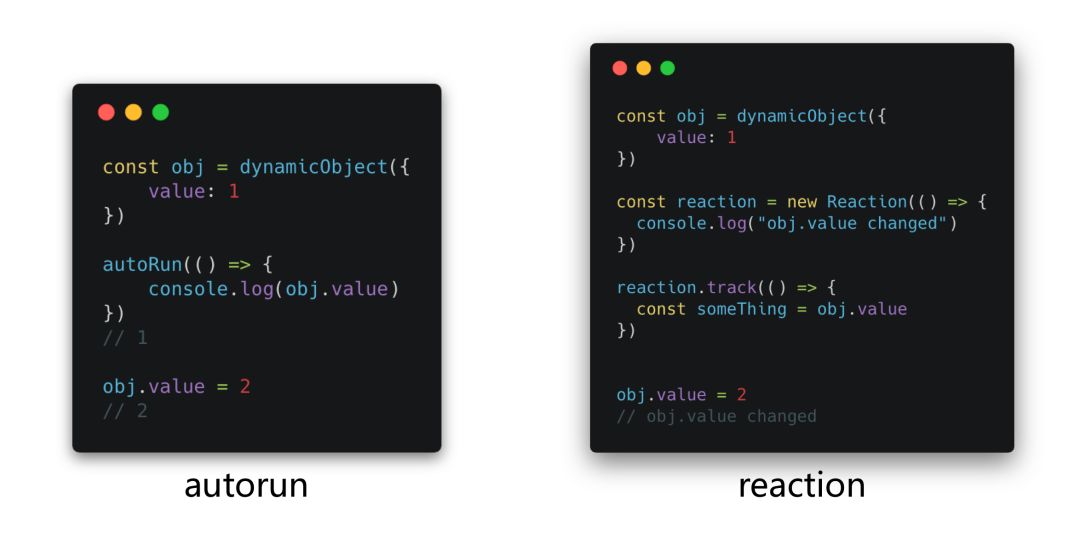 const obj = dynamicObject({
    value: 1
})
autoRun(() => {
    console.log(obj.value)
})
// 1
obj.value = 2
// 2
autorun
const obj = dynamicObject({
    value: 1
})
const reaction = new Reaction(() => {
  console.log("obj.value changed")
})
reaction.track(() => {
  const someThing = obj.value
})
obj.value = 2
// obj.value changed
reaction